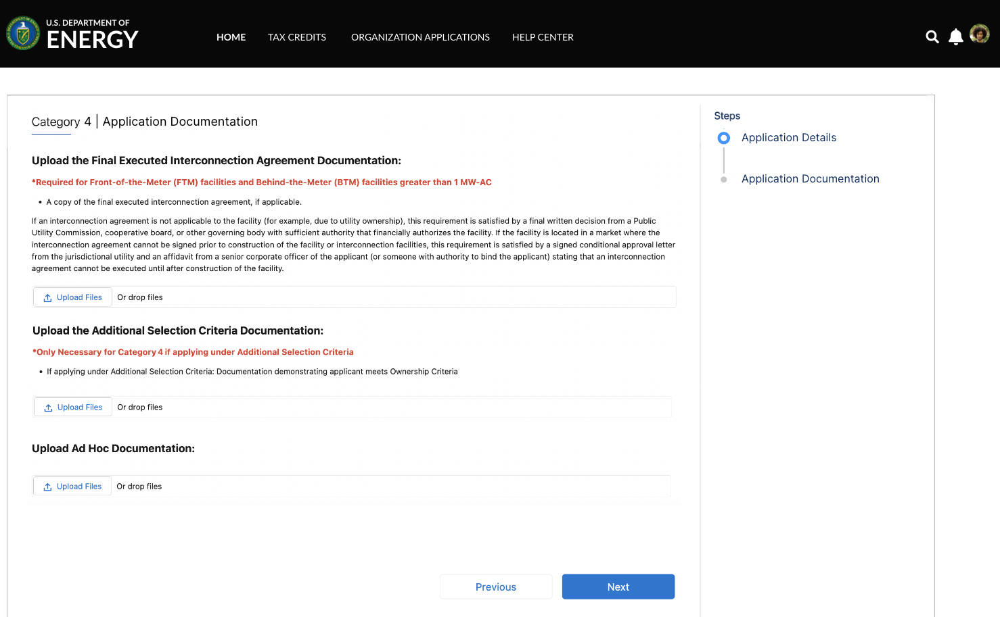 U.S. DEPARTMENT OF
ENERGY
HOME
TAX CREDITS
ORGANIZATION APPLICATIONS
HELP CENTER
Category 4 | Application Documentation
Upload the Final Executed Interconnection Agreement Documentation:
*Required for Front-of-the-Meter (FTM) facilities and Behind-the-Meter (BTM) facilities greater than 1 MW-AC
• A copy of the final executed interconnection agreement, if applicable.
If an interconnection agreement is not applicable to the facility (for example, due to utility ownership), this requirement is satisfied by a final written decision from a Public
Utility Commission, cooperative board, or other governing body with sufficient authority that financially authorizes the facility. If the facility is located in a market where the
interconnection agreement cannot be signed prior to construction of the facility or interconnection facilities, this requirement is satisfied by a signed conditional approval letter
from the jurisdictional utility and an affidavit from a senior corporate officer of the applicant (or someone with authority to bind the applicant) stating that an interconnection
agreement cannot be executed until after construction of the facility.
Upload Files
Or drop files
Upload the Additional Selection Criteria Documentation:
*Only Necessary for Category 4 if applying under Additional Selection Criteria
• If applying under Additional Selection Criteria: Documentation demonstrating applicant meets Ownership Criteria
Upload Files
Or drop files
Upload Ad Hoc Documentation:
Upload Files
Or drop files
Previous
Next
Steps
Application Details
Application Documentation